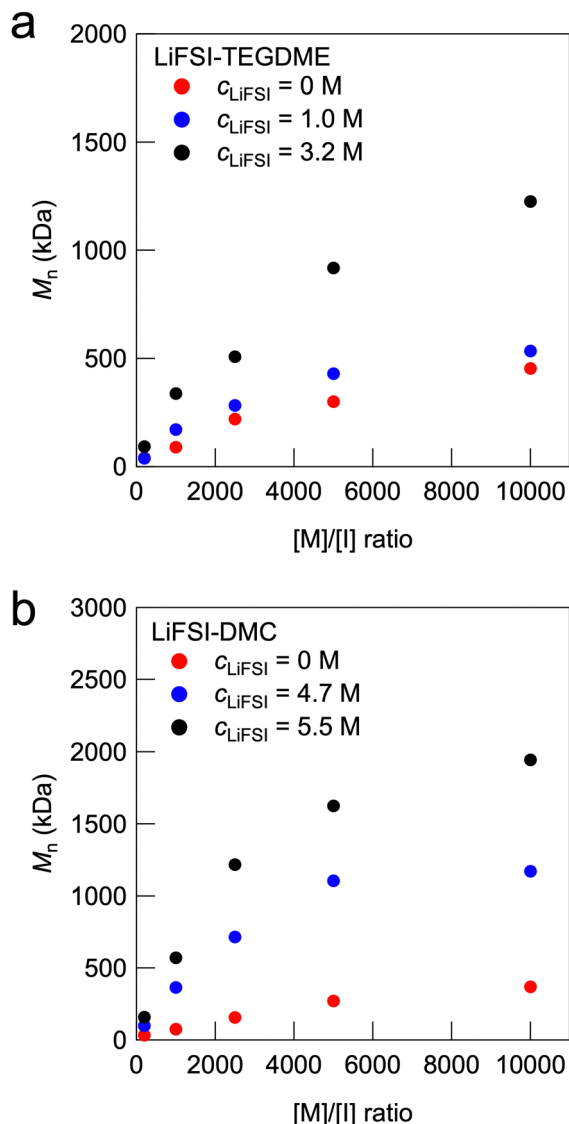 a
2000
LiFSI-TEGDME
cLiFSI = 0 M
cLiFSI = 1.0 M
1500
cLiFSI = 3.2 M
Mn (kDa)
1000
500
0
0 2000 4000 6000 8000 10000
[M]/[I] ratio
b
3000
LiFSI-DMC
cLiFSI = 0 M
2500
cLiFSI = 4.7 M
cLiFSI = 5.5 M
2000
Mn (kDa)
1500
1000
500
0
0 2000 4000 6000 8000 10000
[M]/[I] ratio